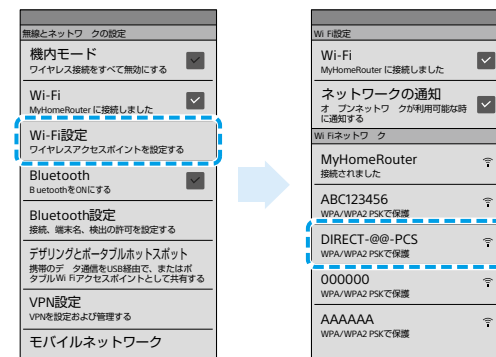 無線とネットワ クの設定
機内モード
ワイヤレス接続をすべて無効にする
Wi-Fi
MyHomeRouter に接続しました
Wi-Fi設定
ワイヤレスアクセスポイントを設定する
Bluetooth
B uetoothをONにする
Bluetooth設定
接続、端末名、検出の許可を設定する
デザリングとポータブルホットスポット
携帯のデ タ通信をUSB経由で、またはポ
タブルWi Fiアクセスポイントとして共有する
VPN設定
VPNを設定および管理する
モバイルネットワーク
Wi Fi設定
Wi-Fi
MyHomeRouter に接続しました
ネットワークの通知
オ プンネットワ クが利用可能な時
に通知する
Wi Fiネットワ ク
MyHomeRouter
接続されました
ABC123456
WPA/WPA2 PSKで保護
DIRECT-@@-PCS
WPA/WPA2 PSKで保護
000000
WPA/WPA2 PSKで保護
AAAAAA
WPA/WPA2 PSKで保護